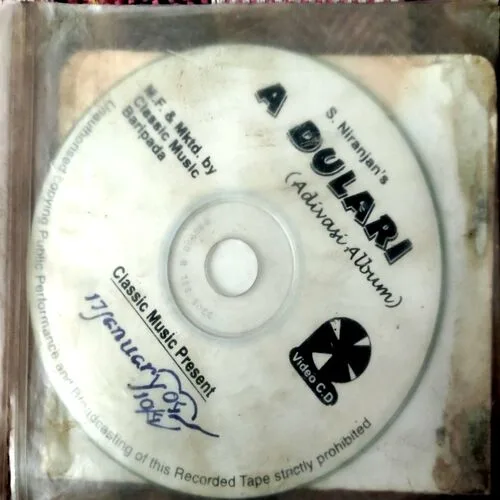 S. Niranjan's
A DULARI
(Adivasi Album)
M.F. & Mktd. by
Classic Music
Baripada
Video C.D
Classic Music Present
17 January
Unauthorised copying Public Performance and Broadcasting of this Recorded Tape strictly prohibited